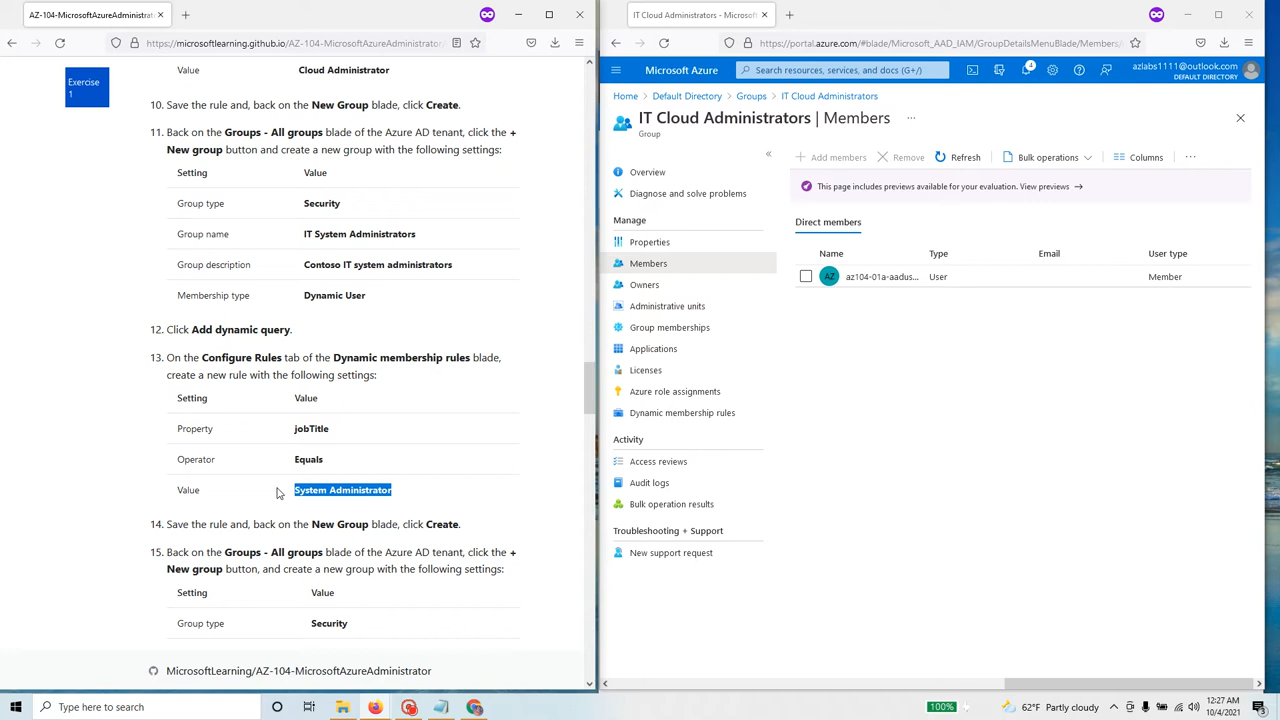 AZ-104-MicrosoftAzureAdministrat
https://microsoftlearning.github.io/AZ-104-MicrosoftAzureAdministrator/
Exercise
1
Value Cloud Administrator
10. Save the rule and, back on the New Group blade, click Create.
11. Back on the Groups - All groups blade of the Azure AD tenant, click the +
New group button and create a new group with the following settings:
Setting Value
Group type Security
Group name IT System Administrators
Group description Contoso IT system administrators
Membership type Dynamic User
12. Click Add dynamic query.
13. On the Configure Rules tab of the Dynamic membership rules blade,
create a new rule with the following settings:
Setting Value
Property jobTitle
Operator Equals
Value System Administrator
14. Save the rule and, back on the New Group blade, click Create.
15. Back on the Groups - All groups blade of the Azure AD tenant, click the +
New group button, and create a new group with the following settings:
Setting Value
Group type Security
MicrosoftLearning/AZ-104-MicrosoftAzureAdministrator
IT Cloud Administrators - Microsof
https://portal.azure.com/#blade/Microsoft_AAD_IAM/GroupDetailsMenuBlade/Members/
Microsoft Azure
Search resources, services, and docs (G+/)
4
azlabs1111@outlook.com
DEFAULT DIRECTORY
Home Default Directory Groups IT Cloud Administrators
IT Cloud Administrators | Members ...
Group
Add members Remove Refresh Bulk operations Columns ...
This page includes previews available for your evaluation. View previews →
Overview
Diagnose and solve problems
Manage
Properties
Members
Owners
Administrative units
Group memberships
Applications
Licenses
Azure role assignments
Dynamic membership rules
Activity
Access reviews
Audit logs
Bulk operation results
Troubleshooting + Support
New support request
Direct members
Name Type Email User type
AZ az104-01a-aadus... User Member
Type here to search
100%
62°F Partly cloudy
12:27 AM
10/4/2021
3